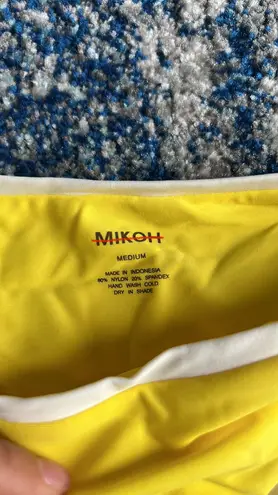 MIKOH
MEDIUM
MADE IN INDONESIA
80% NYLON 20% SPANDEX
HAND WASH COLD
DRY IN SHADE